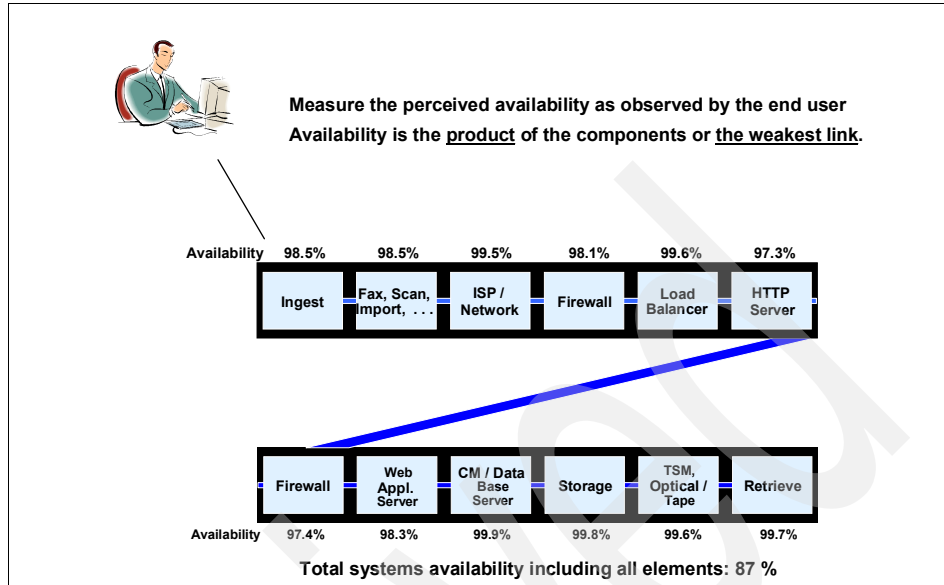 Measure the perceived availability as observed by the end user
Availability is the product of the components or the weakest link.
Availability 98.5% 98.5% 99.5% 98.1% 99.6% 97.3%
Ingest
Fax, Scan,
Import, . . .
ISP /
Network
Firewall
Load
Balancer
HTTP
Server
Firewall
Web
Appl.
Server
CM / Data
Base
Server
Storage
TSM,
Optical /
Tape
Retrieve
Availability 97.4% 98.3% 99.9% 99.8% 99.6% 99.7%
Total systems availability including all elements: 87 %